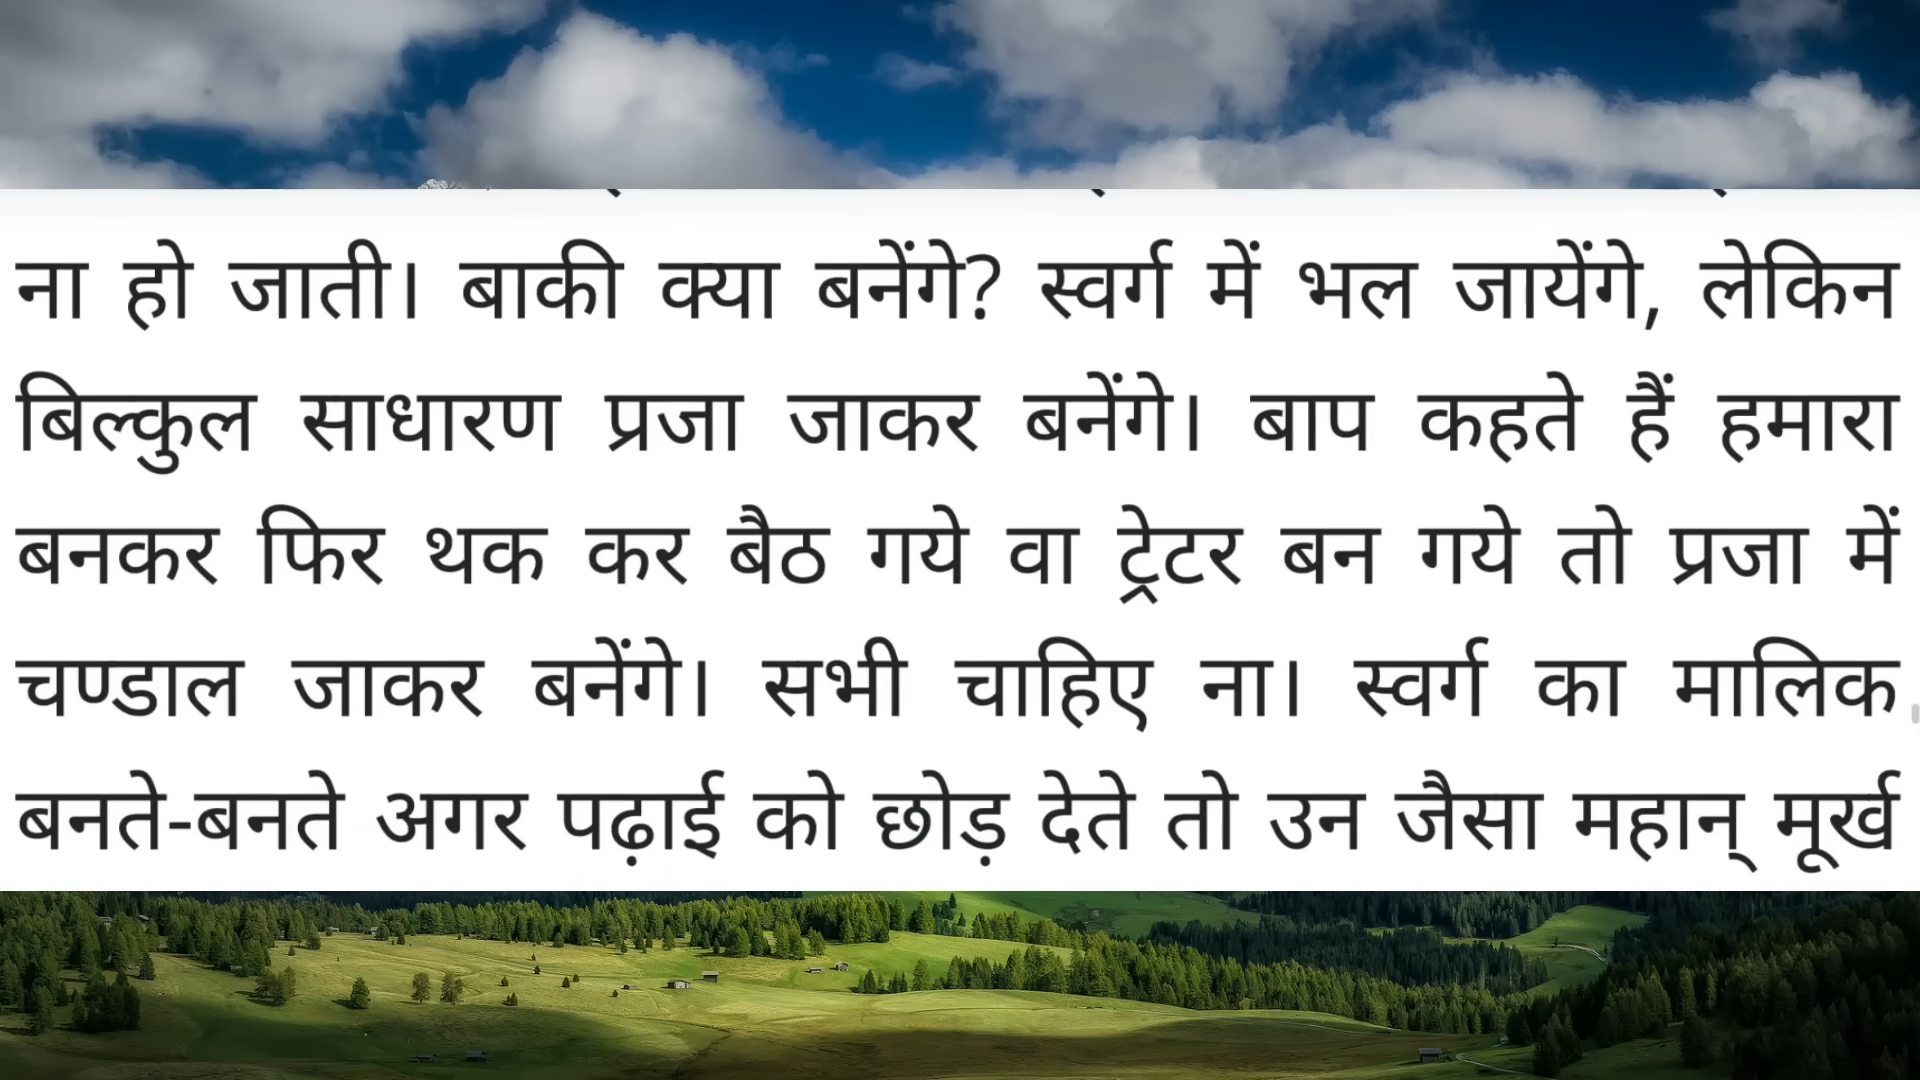 ना हो जाती। बाकी क्या बनेंगे? स्वर्ग में भल जायेंगे, लेकिन
बिल्कुल साधारण प्रजा जाकर बनेंगे। बाप कहते हैं हमारा
बनकर फिर थक कर बैठ गये वा ट्रेटर बन गये तो प्रजा में
चण्डाल जाकर बनेंगे। सभी चाहिए ना। स्वर्ग का मालिक
बनते-बनते अगर पढ़ाई को छोड़ देते तो उन जैसा महान् मूर्ख